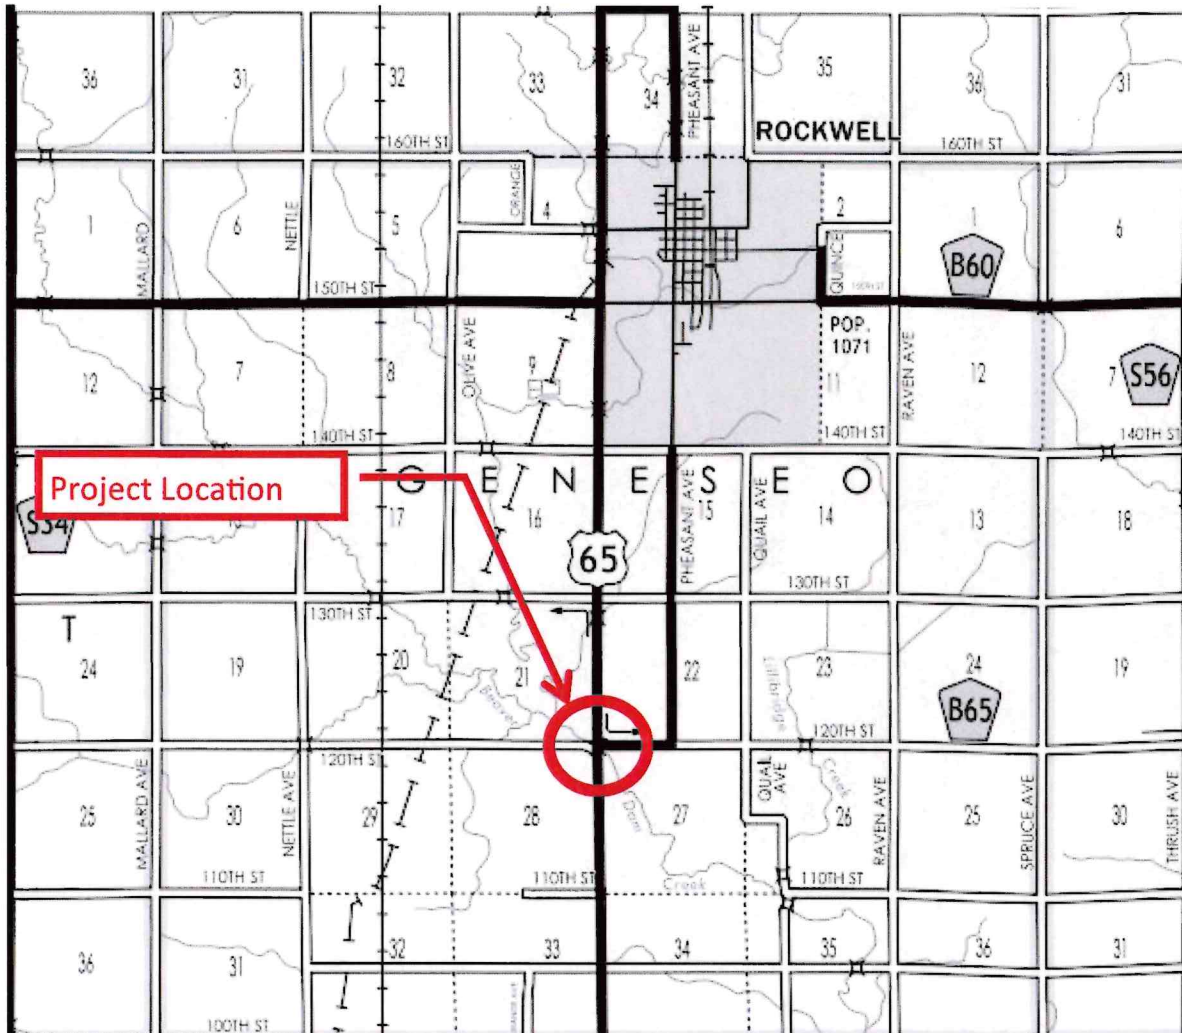 36
31
32
33
34
PHEASANT AVE
35
36
31
ROCKWELL
160TH ST
160TH ST
1
MALLARD
6
NETTLE
5
ORANGE
4
2
QUINCE
1
6
B60
150TH ST
POP.
1071
12
7
8
OLIVE AVE
9
11
RAVEN AVE
12
7
S56
140TH ST
140TH ST
140TH ST
Project Location
GENESEO
S34
17
16
65
PHEASANT AVE
15
QUAIL AVE
14
13
18
130TH ST
130TH ST
T
24
19
20
21
22
23
24
19
Beaver
B65
120TH ST
120TH ST
25
MALLARD AVE
30
NETTLE AVE
29
28
Dam
27
QUAIL
AVE
Creek
26
RAVEN AVE
25
SPRUCE AVE
30
THRUSH AVE
110TH ST
110TH ST
Creek
110TH ST
36
31
32
33
34
35
36
31
100TH ST